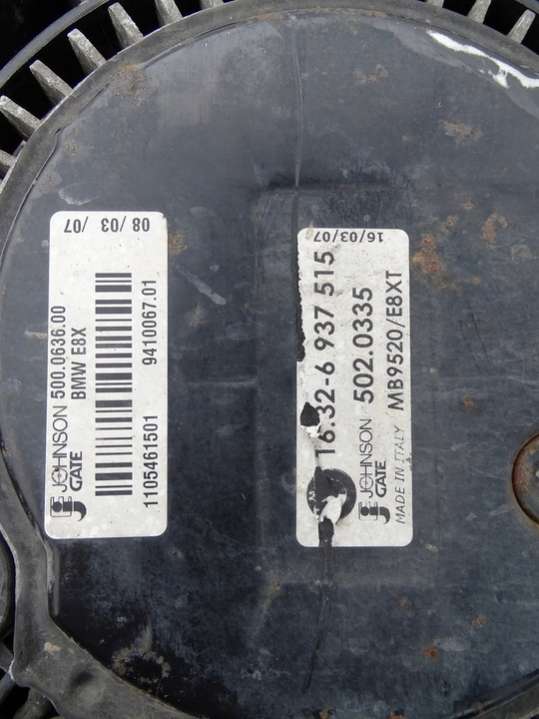 JOHNSON
GATE
500.0636.00
BMW E8X
1105461501
9410067.01
08/03
/07
16.32-6 937 515
JOHNSON
GATE
502.0335
MADE IN ITALY
MB9520/E8XT
16/03/07